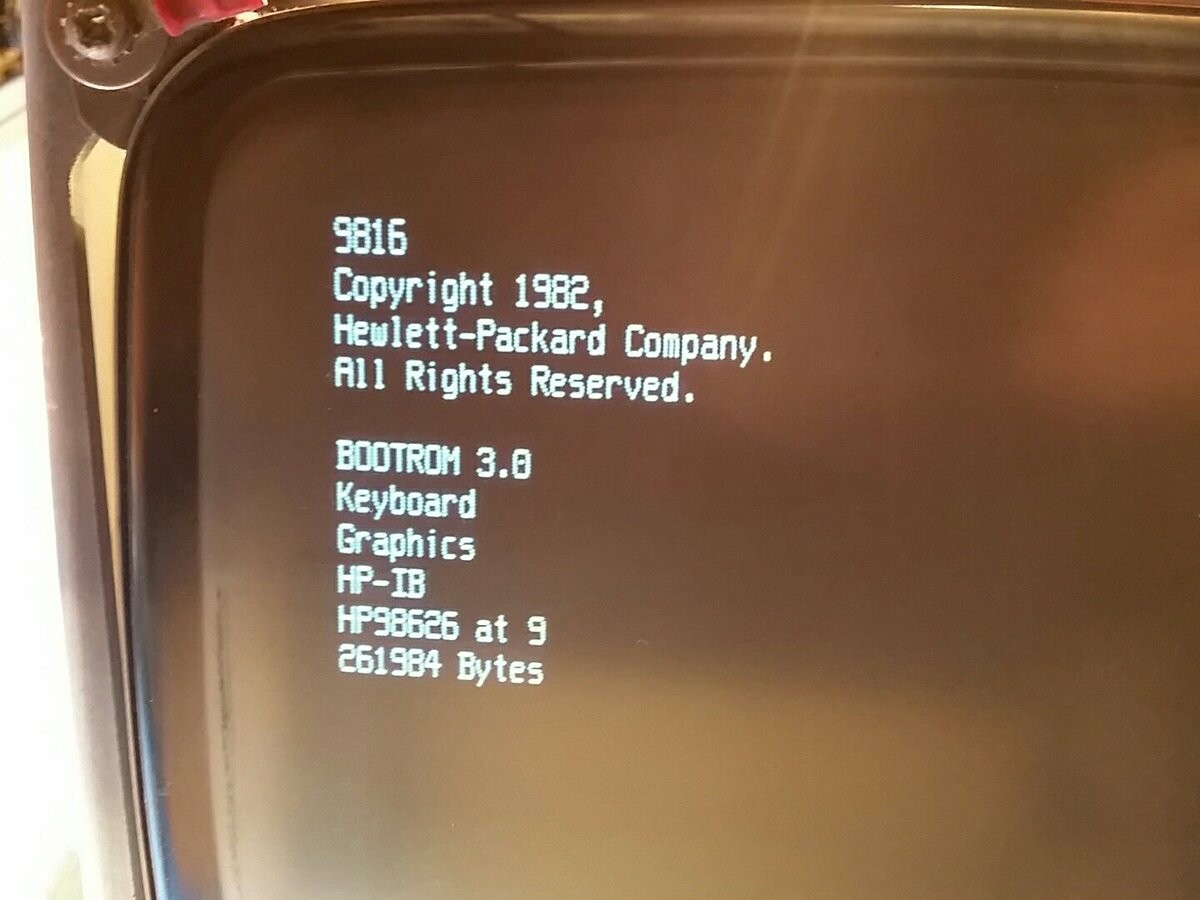 9816
Copyright 1982,
Hewlett-Packard Company.
All Rights Reserved.
BOOTROM 3.0
Keyboard
Graphics
HP-IB
HP98626 at 9
261984 Bytes